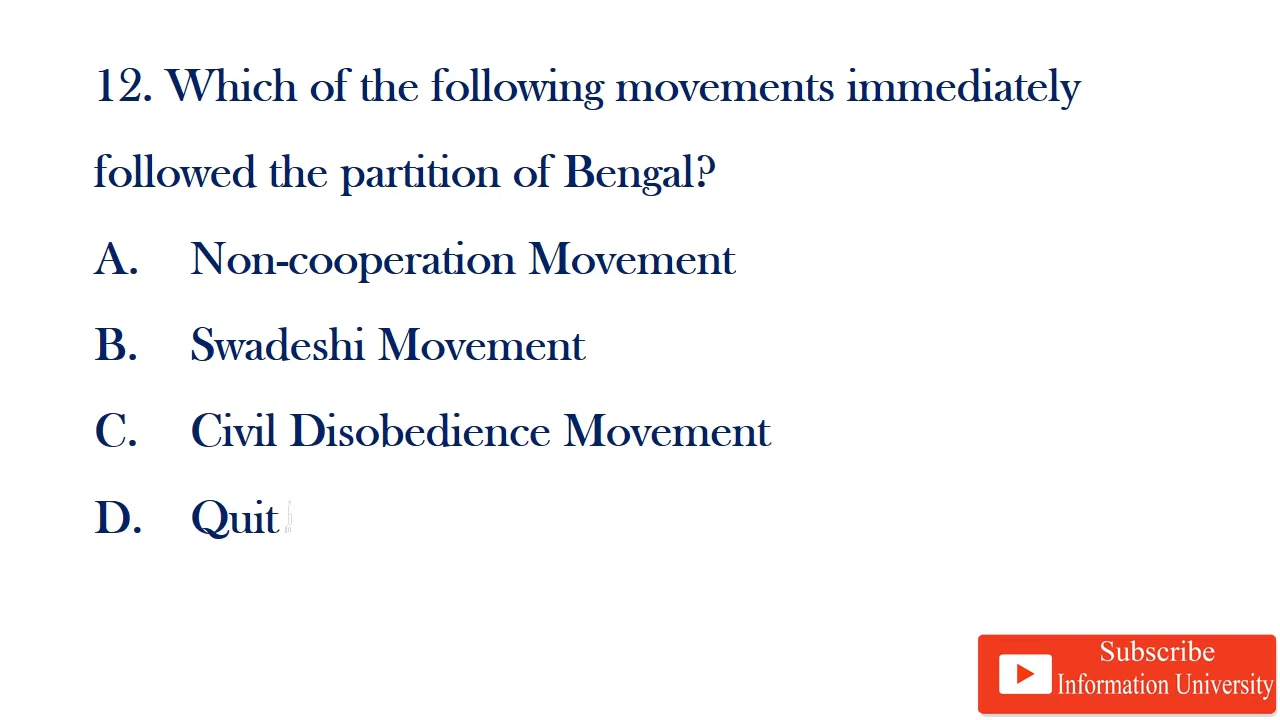 12. Which of the following movements immediately
followed the partition of Bengal?
A. Non-cooperation Movement
B. Swadeshi Movement
C. Civil Disobedience Movement
D. Quit
Subscribe
Information University